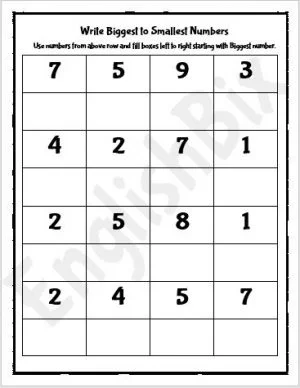 Write Biggest to Smallest Numbers
Use numbers from above row and fill boxes left to right starting with Biggest number.
7 5 9 3
4 2 7 1
2 5 8 1
2 4 5 7
EnglishBix